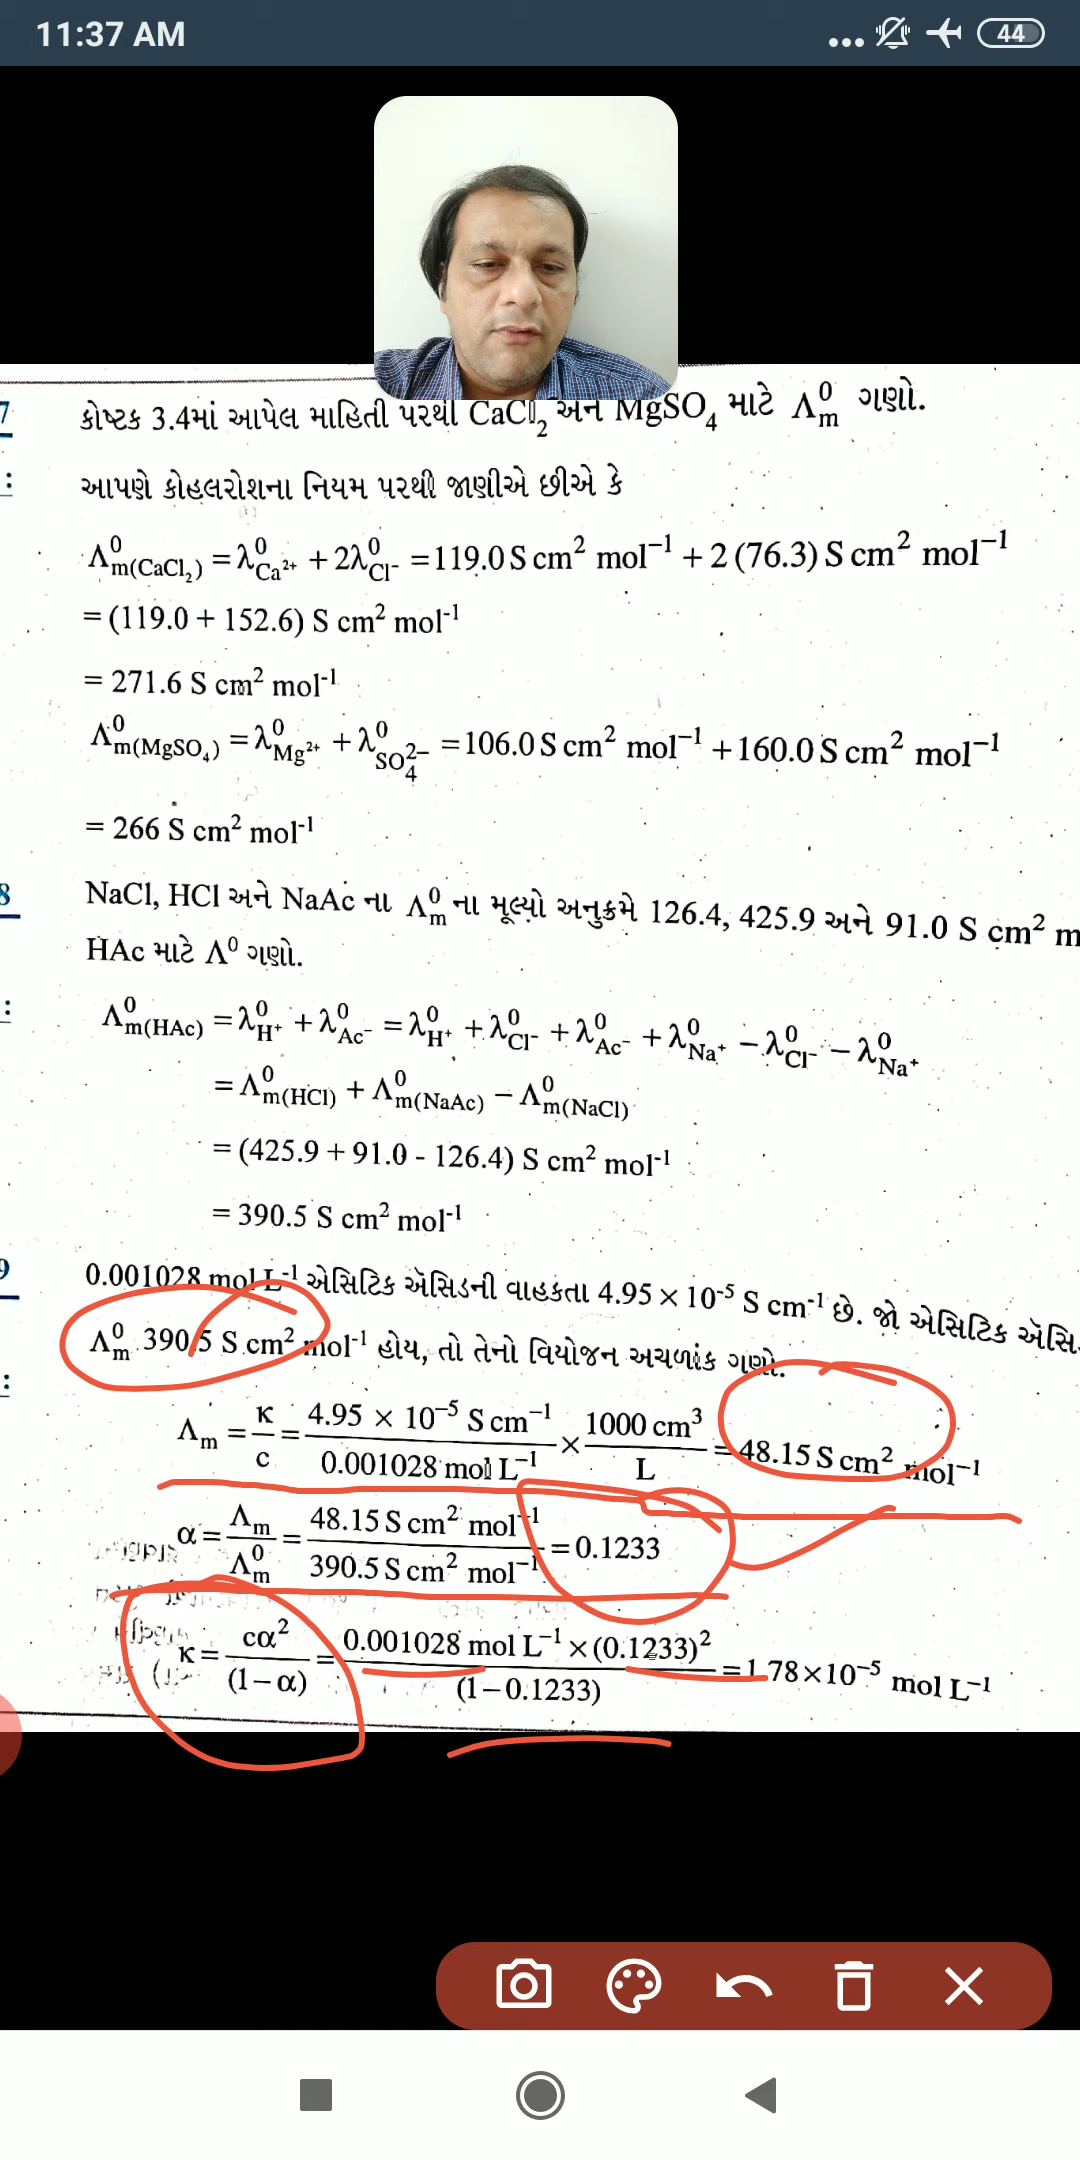 11:37 AM
44
7 કોષ્ટક 3.4માં આપેલ માહિતી પરથી CaCl₂ અને MgSO₄ માટે Λ⁰ₘ ગણો.
: આપણે કોહલરોશના નિયમ પરથી જાણીએ છીએ કે
Λ⁰m(CaCl₂) = λ⁰Ca²⁺ + 2λ⁰Cl⁻ = 119.0 S cm² mol⁻¹ + 2 (76.3) S cm² mol⁻¹
= (119.0 + 152.6) S cm² mol⁻¹
= 271.6 S cm² mol⁻¹
Λ⁰m(MgSO₄) = λ⁰Mg²⁺ + λ⁰SO₄²⁻ = 106.0 S cm² mol⁻¹ + 160.0 S cm² mol⁻¹
= 266 S cm² mol⁻¹
8 NaCl, HCl અને NaAc ના Λ⁰ₘ ના મૂલ્યો અનુક્રમે 126.4, 425.9 અને 91.0 S cm² m
HAc માટે Λ⁰ ગણો.
: Λ⁰m(HAc) = λ⁰H⁺ + λ⁰Ac⁻ = λ⁰H⁺ + λ⁰Cl⁻ + λ⁰Ac⁻ + λ⁰Na⁺ − λ⁰Cl⁻ − λ⁰Na⁺
= Λ⁰m(HCl) + Λ⁰m(NaAc) − Λ⁰m(NaCl)
= (425.9 + 91.0 - 126.4) S cm² mol⁻¹
= 390.5 S cm² mol⁻¹
9 0.001028 mol L⁻¹ એસિટિક ઍસિડની વાહકતા 4.95 × 10⁻⁵ S cm⁻¹ છે. જો એસિટિક ઍસિ
Λ⁰ₘ 390.5 S cm² mol⁻¹ હોય, તો તેનો વિયોજન અચળાંક ગણો.
: Λₘ = κ/c = 4.95 × 10⁻⁵ S cm⁻¹ / 0.001028 mol L⁻¹ × 1000 cm³ / L = 48.15 S cm² mol⁻¹
α = Λₘ/Λ⁰ₘ = 48.15 S cm² mol⁻¹ / 390.5 S cm² mol⁻¹ = 0.1233
κ = cα² / (1−α) = 0.001028 mol L⁻¹ × (0.1233)² / (1−0.1233) = 1.78×10⁻⁵ mol L⁻¹